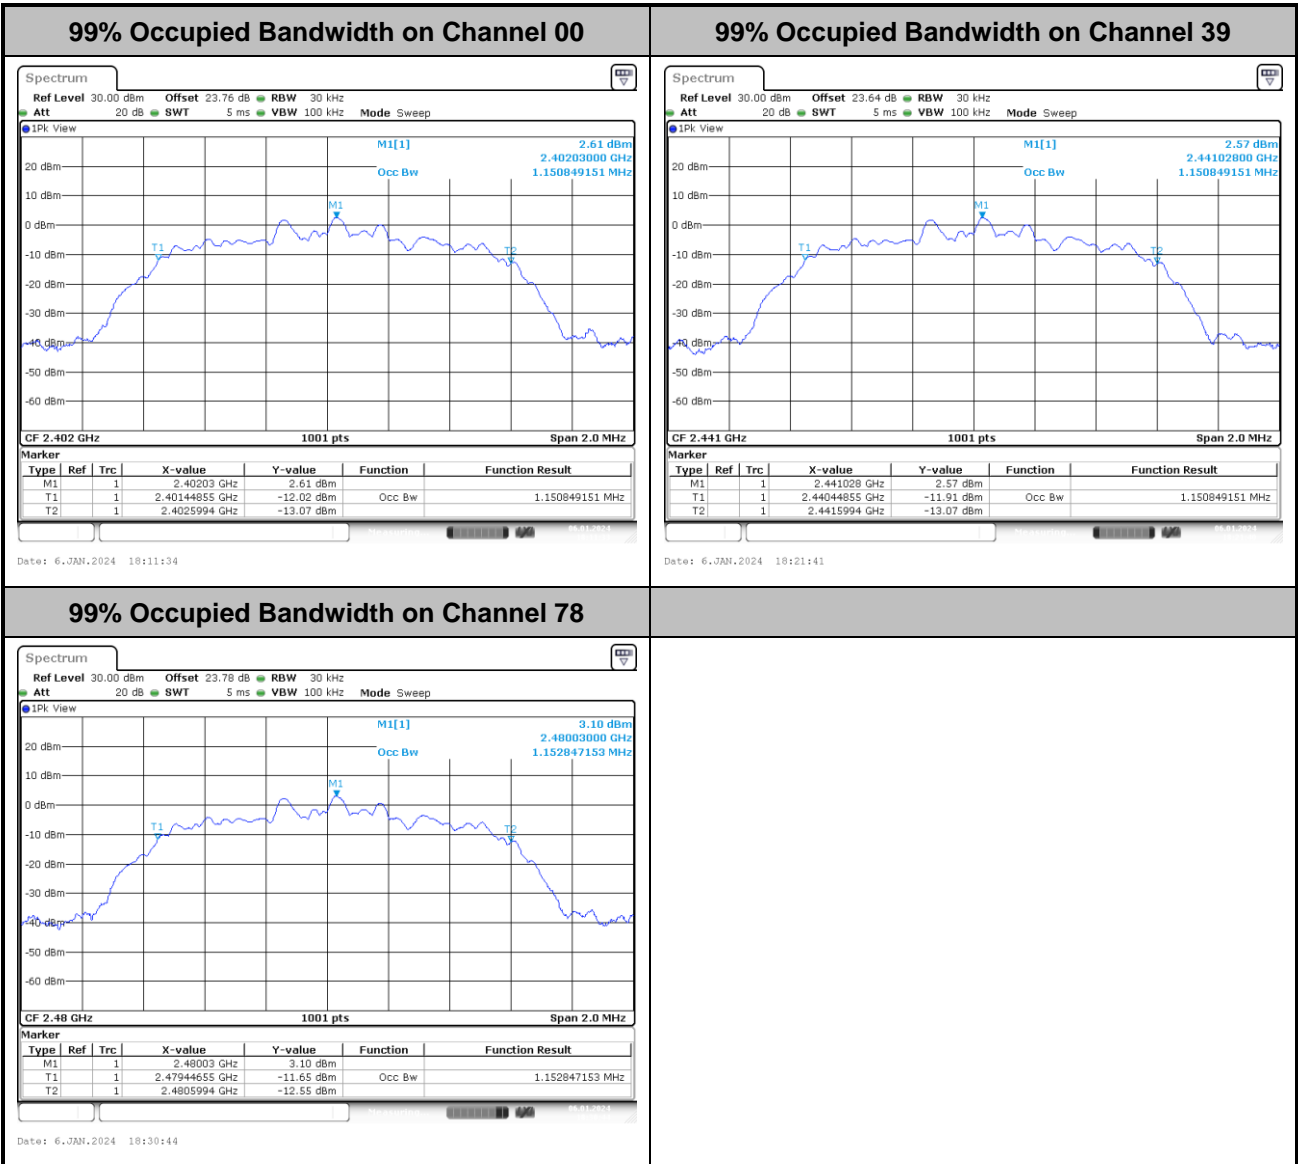 99% Occupied Bandwidth on Channel 00
Spectrum
Ref Level 30.00 dBm Offset 23.76 dB RBW 30 kHz
Att 20 dB SWT 5 ms VBW 100 kHz Mode Sweep
1Pk View
M1[1] 2.61 dBm
2.40203000 GHz
Occ Bw 1.150849151 MHz
20 dBm
10 dBm
M1
0 dBm
T1
T2
-10 dBm
-20 dBm
-30 dBm
-40 dBm
-50 dBm
-60 dBm
CF 2.402 GHz 1001 pts Span 2.0 MHz
Marker
Type Ref Trc X-value Y-value Function Function Result
M1 1 2.40203 GHz 2.61 dBm
T1 1 2.40144855 GHz -12.02 dBm Occ Bw 1.150849151 MHz
T2 1 2.4025994 GHz -13.07 dBm
Date: 6.JAN.2024 18:11:34
99% Occupied Bandwidth on Channel 39
Spectrum
Ref Level 30.00 dBm Offset 23.64 dB RBW 30 kHz
Att 20 dB SWT 5 ms VBW 100 kHz Mode Sweep
1Pk View
M1[1] 2.57 dBm
2.44102800 GHz
Occ Bw 1.150849151 MHz
20 dBm
10 dBm
M1
0 dBm
T1
T2
-10 dBm
-20 dBm
-30 dBm
-40 dBm
-50 dBm
-60 dBm
CF 2.441 GHz 1001 pts Span 2.0 MHz
Marker
Type Ref Trc X-value Y-value Function Function Result
M1 1 2.441028 GHz 2.57 dBm
T1 1 2.44044855 GHz -11.91 dBm Occ Bw 1.150849151 MHz
T2 1 2.4415994 GHz -13.07 dBm
Date: 6.JAN.2024 18:21:41
99% Occupied Bandwidth on Channel 78
Spectrum
Ref Level 30.00 dBm Offset 23.78 dB RBW 30 kHz
Att 20 dB SWT 5 ms VBW 100 kHz Mode Sweep
1Pk View
M1[1] 3.10 dBm
2.48003000 GHz
Occ Bw 1.152847153 MHz
20 dBm
10 dBm
M1
0 dBm
T1
T2
-10 dBm
-20 dBm
-30 dBm
-40 dBm
-50 dBm
-60 dBm
CF 2.48 GHz 1001 pts Span 2.0 MHz
Marker
Type Ref Trc X-value Y-value Function Function Result
M1 1 2.48003 GHz 3.10 dBm
T1 1 2.47944655 GHz -11.65 dBm Occ Bw 1.152847153 MHz
T2 1 2.4805994 GHz -12.55 dBm
Date: 6.JAN.2024 18:30:44